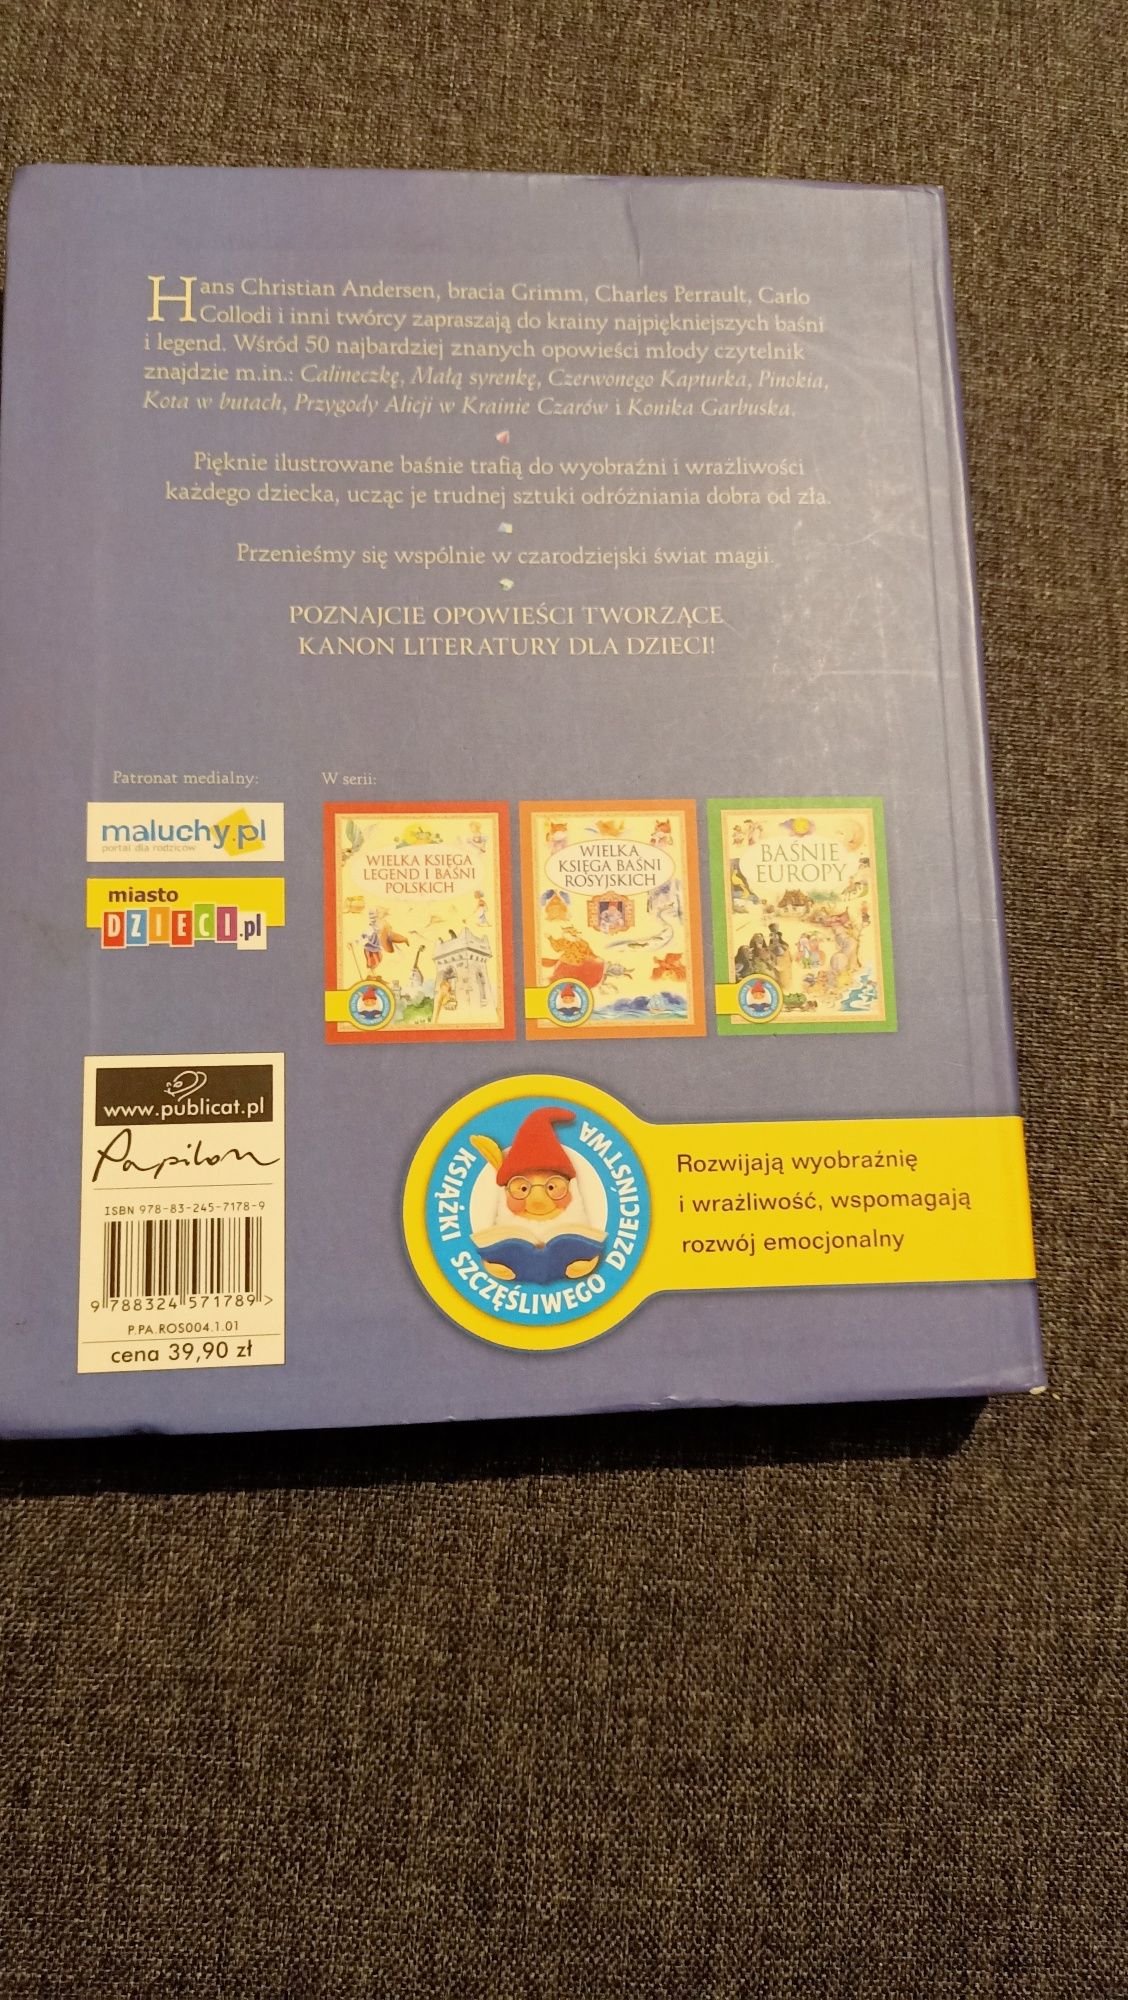 Hans Christian Andersen, bracia Grimm, Charles Perrault, Carlo
Collodi i inni twórcy zapraszają do krainy najpiękniejszych baśni
i legend. Wśród 50 najbardziej znanych opowieści młody czytelnik
znajdzie m.in.: Calineczkę, Małą syrenkę, Czerwonego Kapturka, Pinokia,
Kota w butach, Przygody Alicji w Krainie Czarów i Konika Garbuska.
Pięknie ilustrowane baśnie trafią do wyobraźni i wrażliwości
każdego dziecka, ucząc je trudnej sztuki odróżniania dobra od zła.
Przenieśmy się wspólnie w czarodziejski świat magii.
POZNAJCIE OPOWIEŚCI TWORZĄCE
KANON LITERATURY DLA DZIECI!
Patronat medialny:
maluchy.pl
portal dla rodziców
miasto
DZIECI.pl
W serii:
WIELKA KSIĘGA
LEGEND I BAŚNI
POLSKICH
WIELKA
KSIĘGA BAŚNI
ROSYJSKICH
BAŚNIE
EUROPY
www.publicat.pl
Papilon
ISBN 978-83-245-7178-9
9 788324 571789 >
P.PA.ROS004.1.01
cena 39,90 zł
KSIĄŻKI SZCZĘŚLIWEGO DZIECIŃSTWA
Rozwijają wyobraźnię
i wrażliwość, wspomagają
rozwój emocjonalny